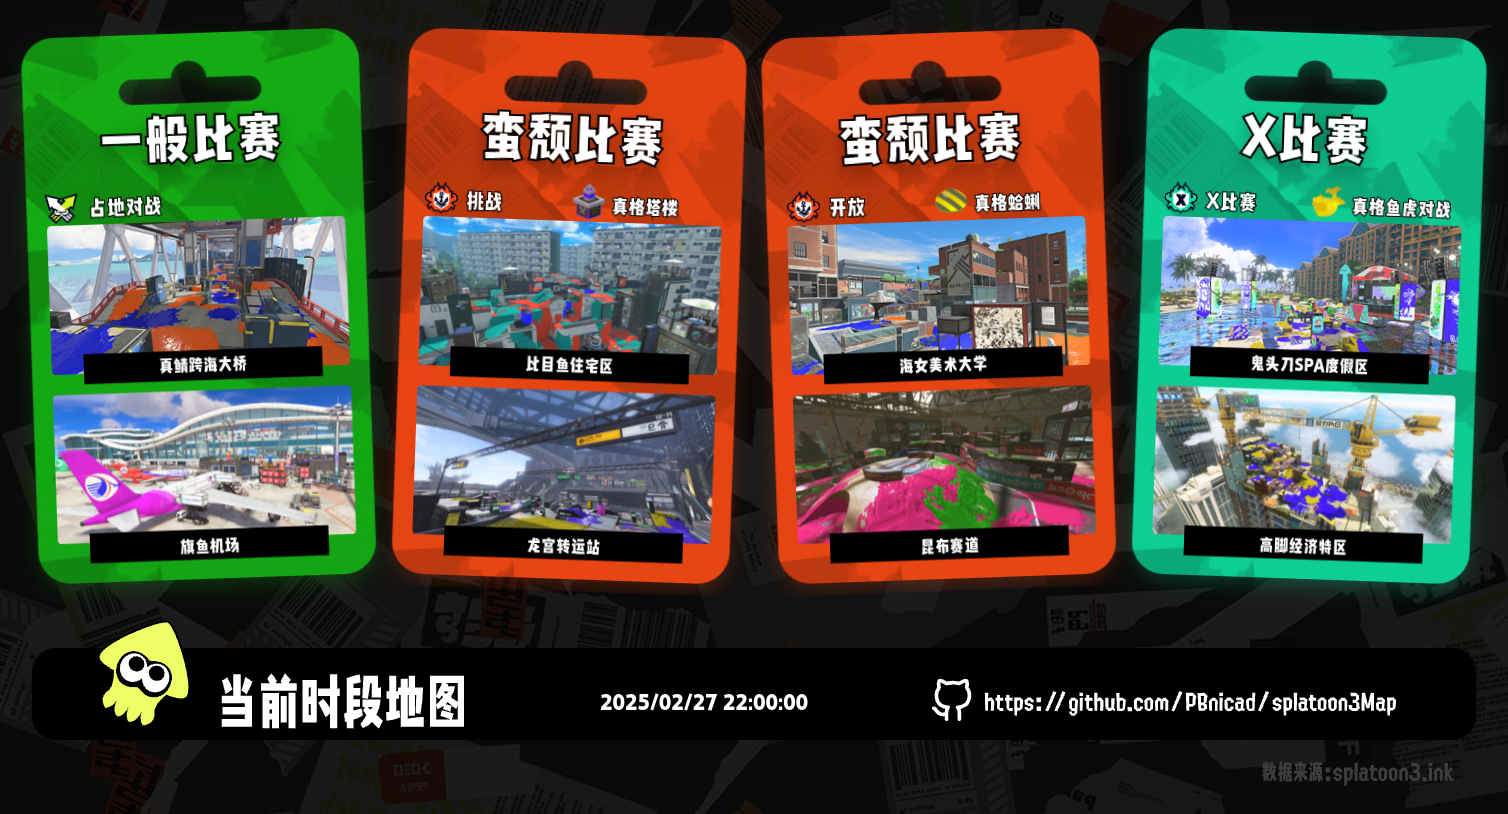 一般比赛
占地对战
真鲷跨海大桥
旗鱼机场
蛮颓比赛
挑战
真格塔楼
比目鱼住宅区
龙宫转运站
蛮颓比赛
开放
真格蛤蜊
海女美术大学
昆布赛道
X比赛
X比赛
真格鱼虎对战
鬼头刀SPA度假区
高脚经济特区
当前时段地图
2025/02/27 22:00:00
https://github.com/PBnicad/splatoon3Map
数据来源:splatoon3.ink